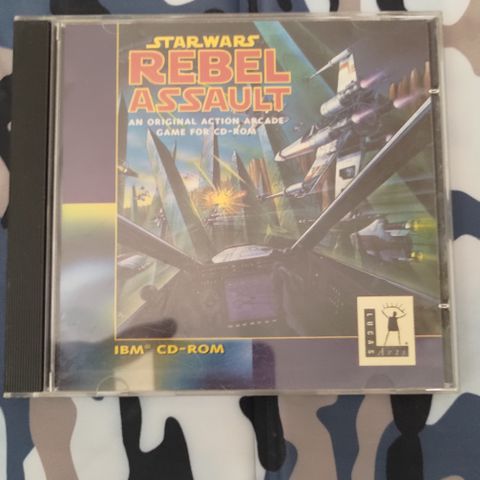 STAR WARS
REBEL
ASSAULT
AN ORIGINAL ACTION ARCADE
GAME FOR CD-ROM
LUCAS
Arts
IBM® CD-ROM